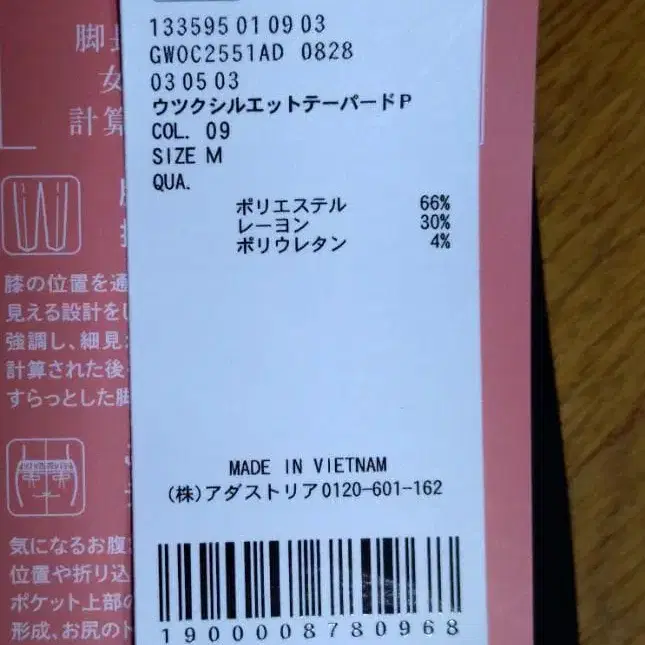 133595 01 09 03
GWOC2551AD 0828
03 05 03
ウツクシルエットテーパードP
COL. 09
SIZE M
QUA.
ポリエステル 66%
レーヨン 30%
ポリウレタン 4%
MADE IN VIETNAM
(株)アダストリア0120-601-162
1900008780968
脚
女
計算
膝の位置を通
見える設計を
強調し、細見
計算された後
すらっとした脚
気になるお腹
位置や折り込
ポケット上部の
形成、お尻の